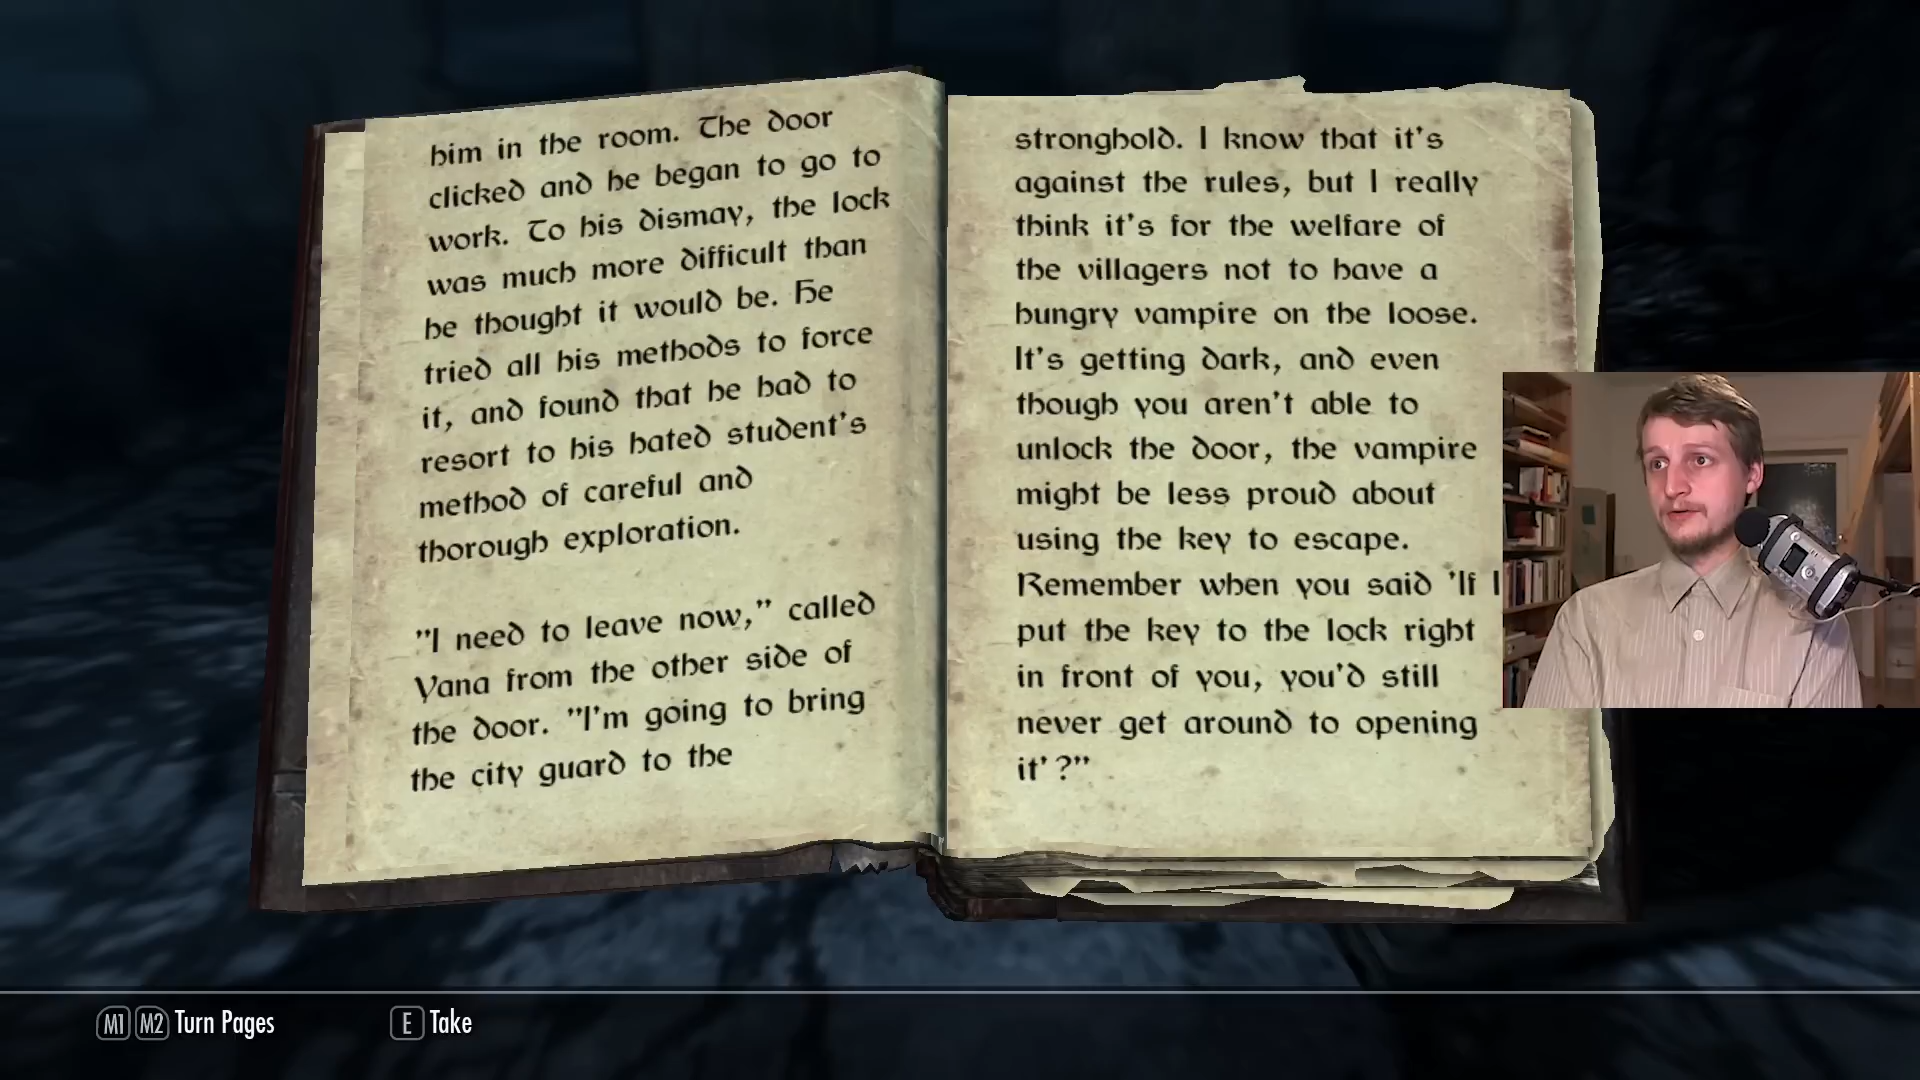 him in the room. The door
clicked and he began to go to
work. To his dismay, the lock
was much more difficult than
he thought it would be. He
tried all his methods to force
it, and found that he had to
resort to his hated student's
method of careful and
thorough exploration.
"I need to leave now," called
Yana from the other side of
the door. "I'm going to bring
the city guard to the
stronghold. I know that it's
against the rules, but I really
think it's for the welfare of
the villagers not to have a
hungry vampire on the loose.
It's getting dark, and even
though you aren't able to
unlock the door, the vampire
might be less proud about
using the key to escape.
Remember when you said 'If I
put the key to the lock right
in front of you, you'd still
never get around to opening
it'?"
M1 M2 Turn Pages
E Take